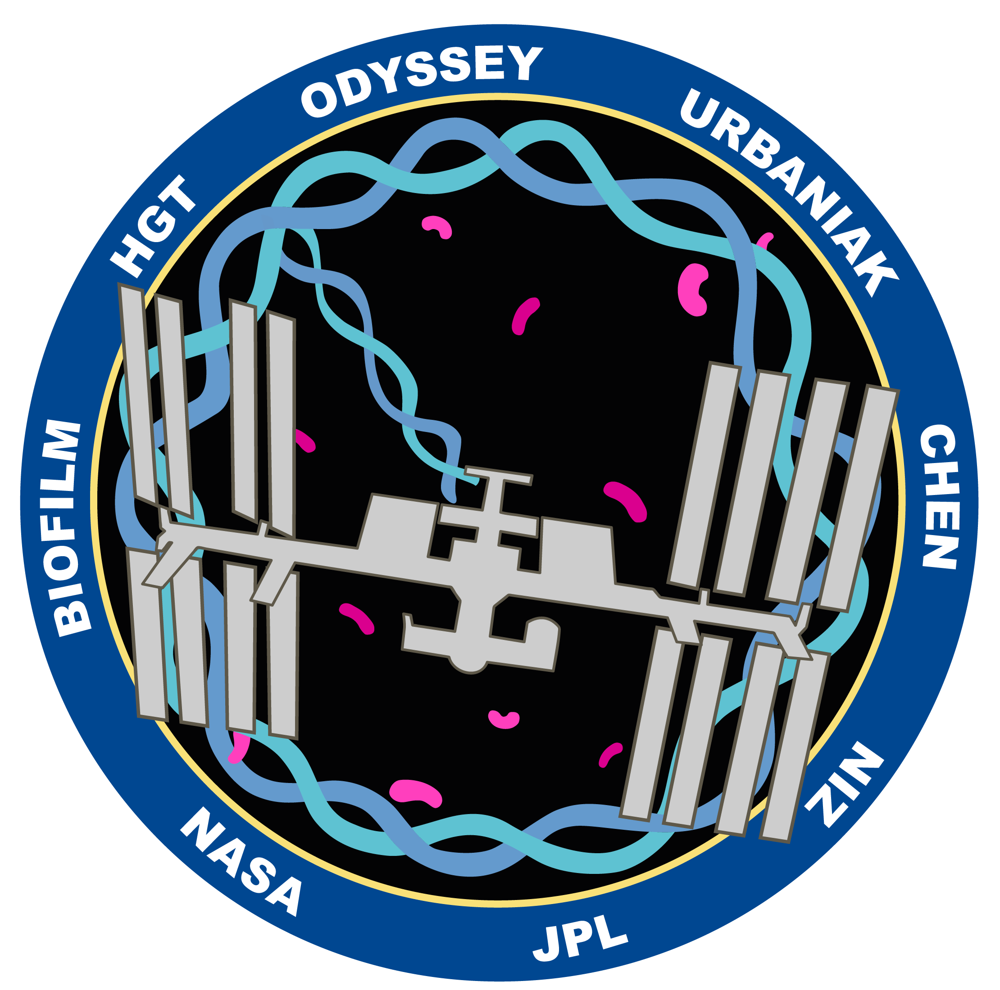 HGT
ODYSSEY
URBANIAK
CHEN
ZIN
JPL
NASA
BIOFILM